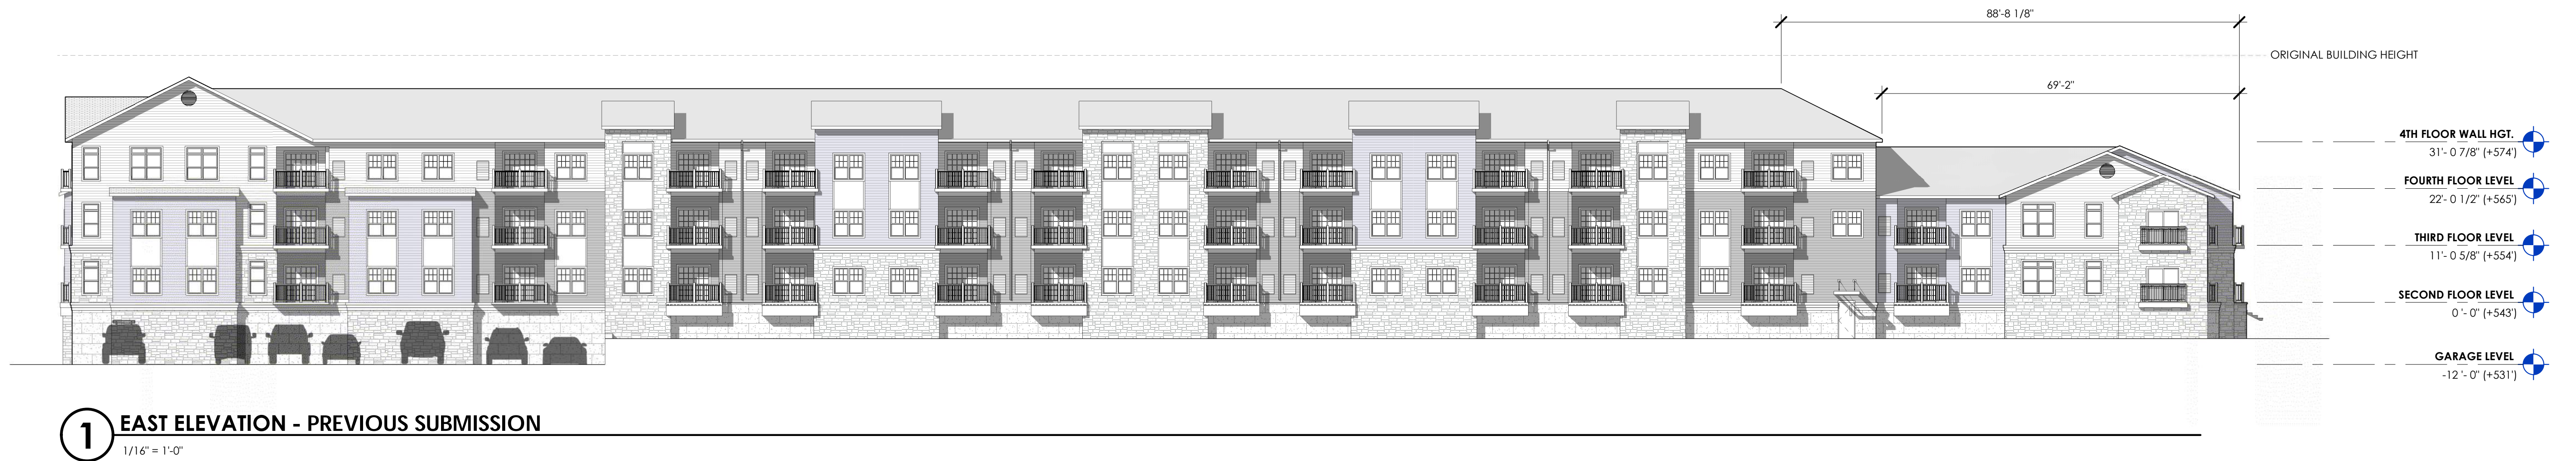 88'-8 1/8"
ORIGINAL BUILDING HEIGHT
69'-2"
4TH FLOOR WALL HGT.
31'- 0 7/8" (+574')
FOURTH FLOOR LEVEL
22'- 0 1/2" (+565')
THIRD FLOOR LEVEL
11'- 0 5/8" (+554')
SECOND FLOOR LEVEL
0 '- 0" (+543')
GARAGE LEVEL
-12 '- 0" (+531')
1 EAST ELEVATION - PREVIOUS SUBMISSION
1/16" = 1'-0"